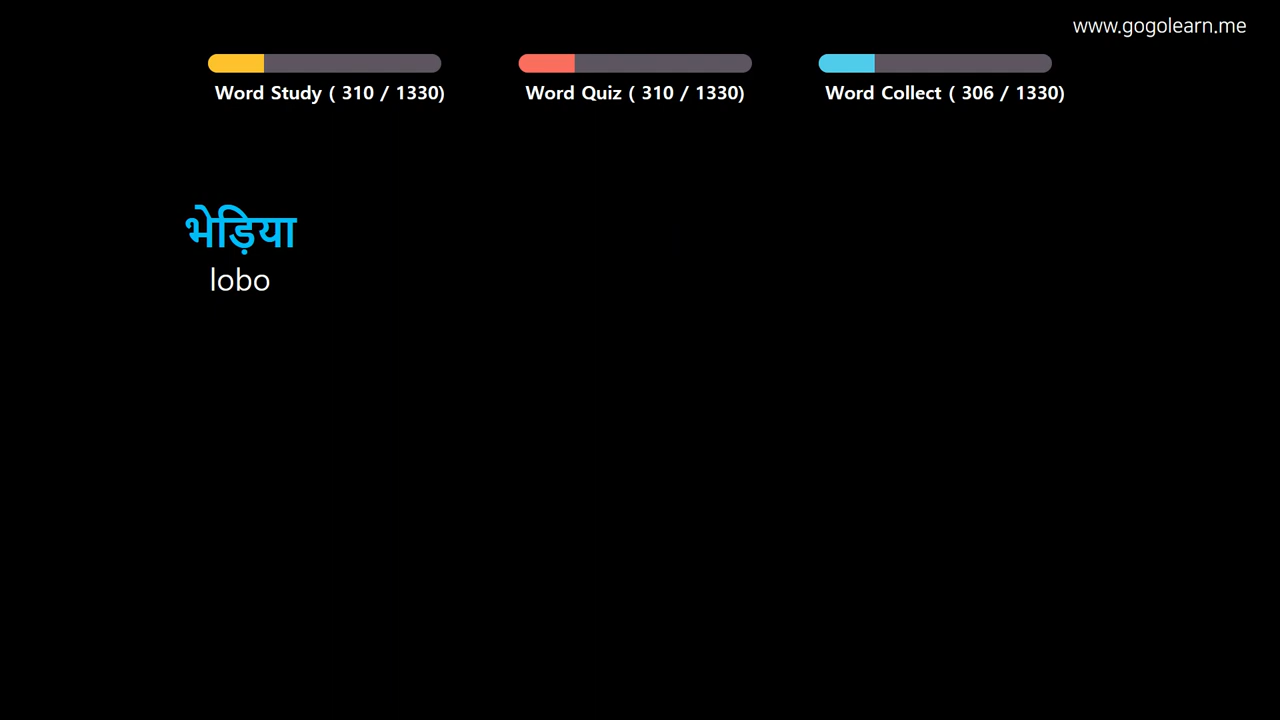 www.gogolearn.me
Word Study ( 310 / 1330)
Word Quiz ( 310 / 1330)
Word Collect ( 306 / 1330)
भेड़िया
lobo